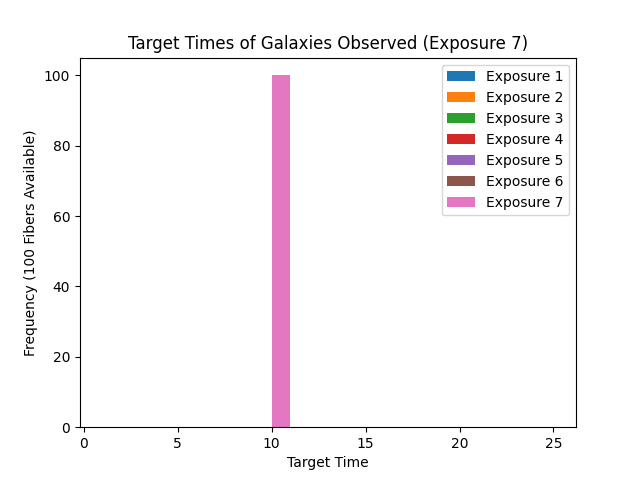 Target Times of Galaxies Observed (Exposure 7)
Exposure 1
Exposure 2
Exposure 3
Exposure 4
Exposure 5
Exposure 6
Exposure 7
Frequency (100 Fibers Available)
100
80
60
40
20
0
0 5 10 15 20 25
Target Time